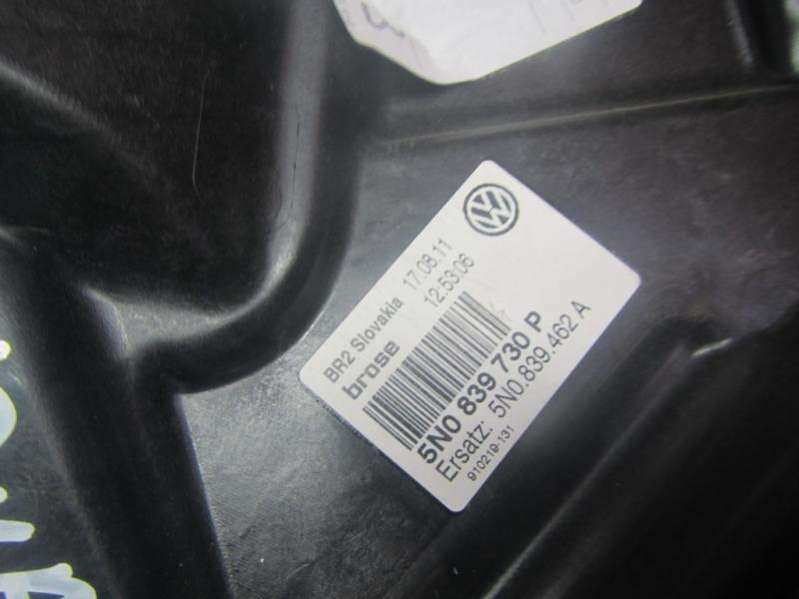 BR2 Slovakia 17.08.11
brose 12:53:06
5N0 839 730 P
Ersatz: 5N0.839.462 A
910219-131